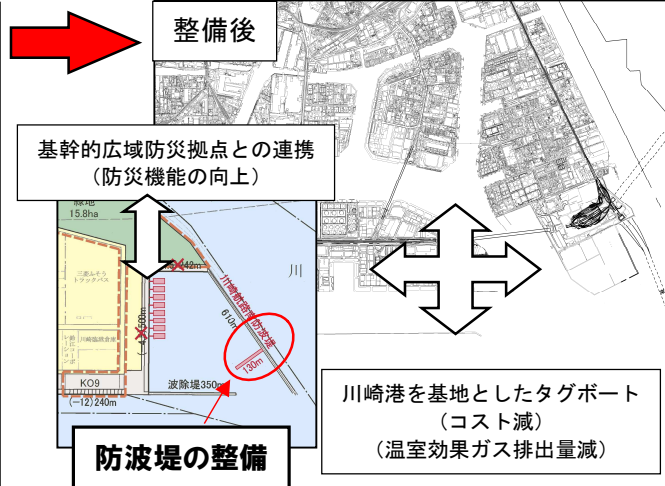 整備後
基幹的広域防災拠点との連携
（防災機能の向上）
緑地
15.8ha
三菱ふそう
トラックバス
川崎臨港倉庫
KO9
(-12)240m
川崎航路南防波堤
610m
130m
波除堤350m
川
防波堤の整備
川崎港を基地としたタグボート
（コスト減）
（温室効果ガス排出量減）